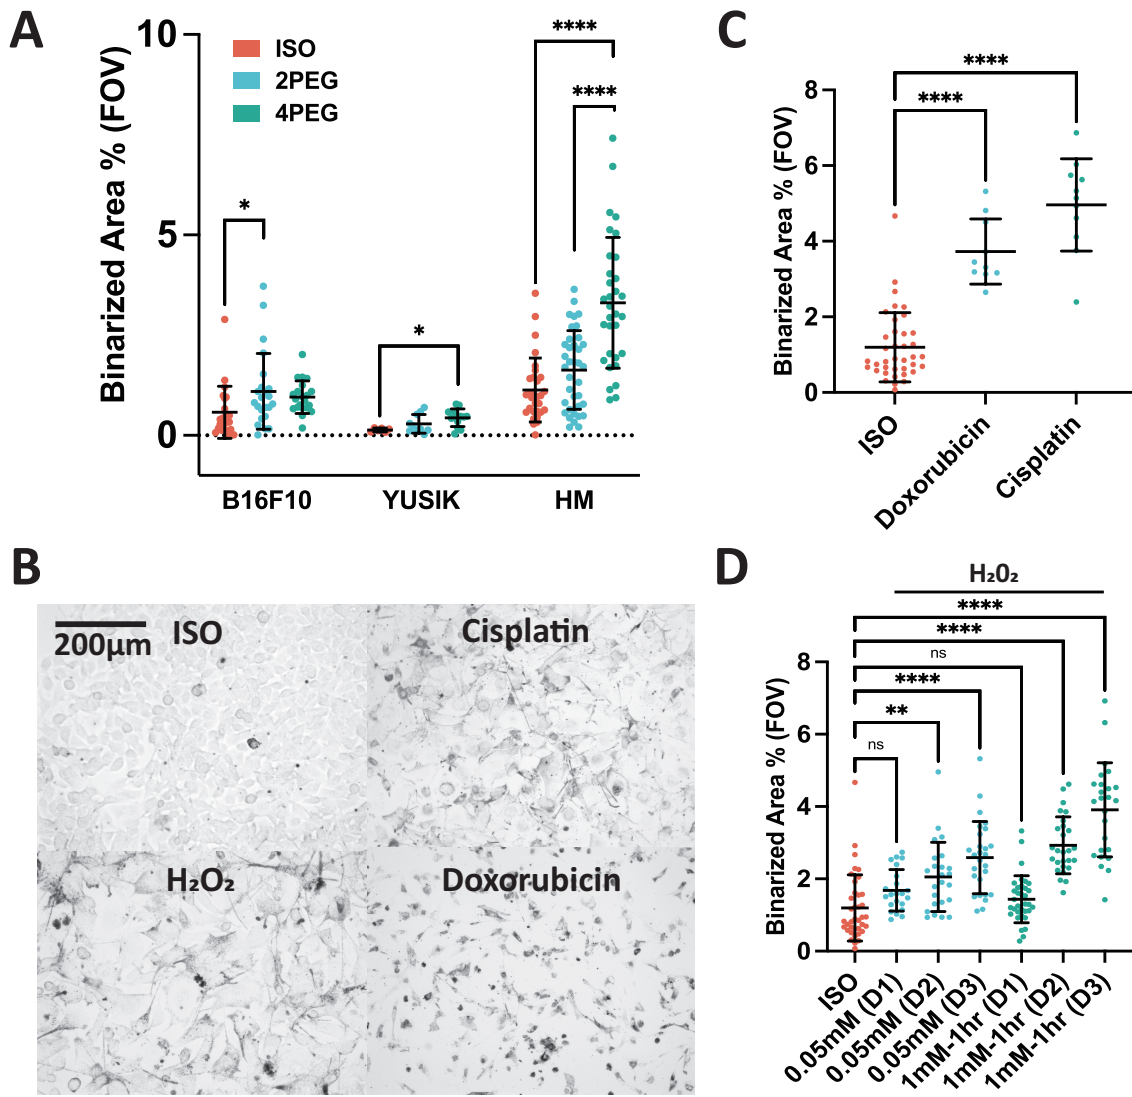 A
Binarized Area % (FOV)
10
5
0
ISO
2PEG
4PEG
*
*
****
****
B16F10 YUSIK HM
C
Binarized Area % (FOV)
8
6
4
2
0
****
****
ISO
Doxorubicin
Cisplatin
B
200µm
ISO
Cisplatin
H₂O₂
Doxorubicin
D
H₂0₂
****
****
ns
****
**
ns
Binarized Area % (FOV)
8
6
4
2
0
ISO
0.05mM (D1)
0.05mM (D2)
0.05mM (D3)
1mM-1hr (D1)
1mM-1hr (D2)
1mM-1hr (D3)